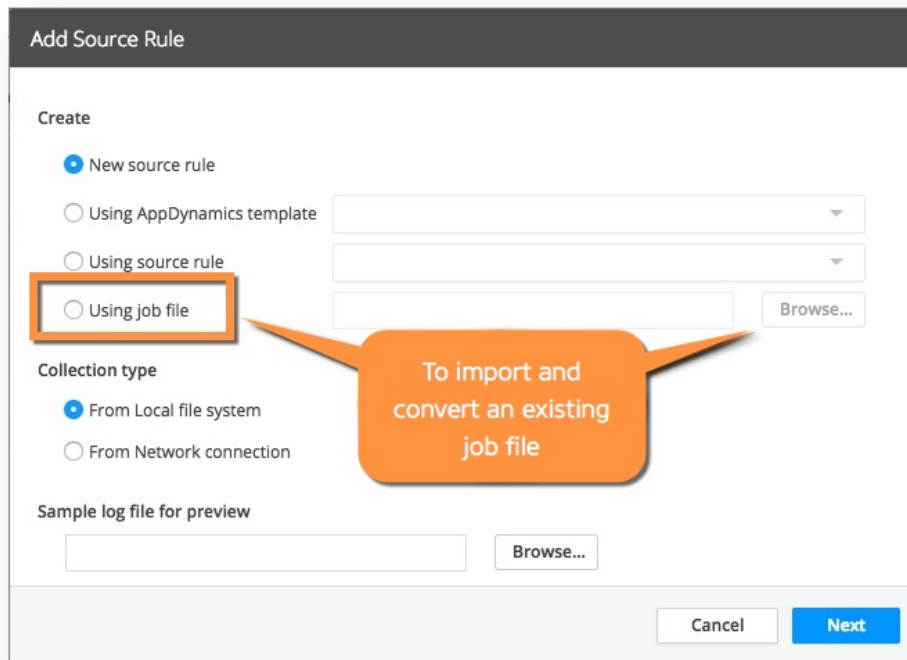 Add Source Rule
Create
New source rule
Using AppDynamics template
Using source rule
Using job file
Browse...
To import and
convert an existing
job file
Collection type
From Local file system
From Network connection
Sample log file for preview
Browse...
Cancel
Next